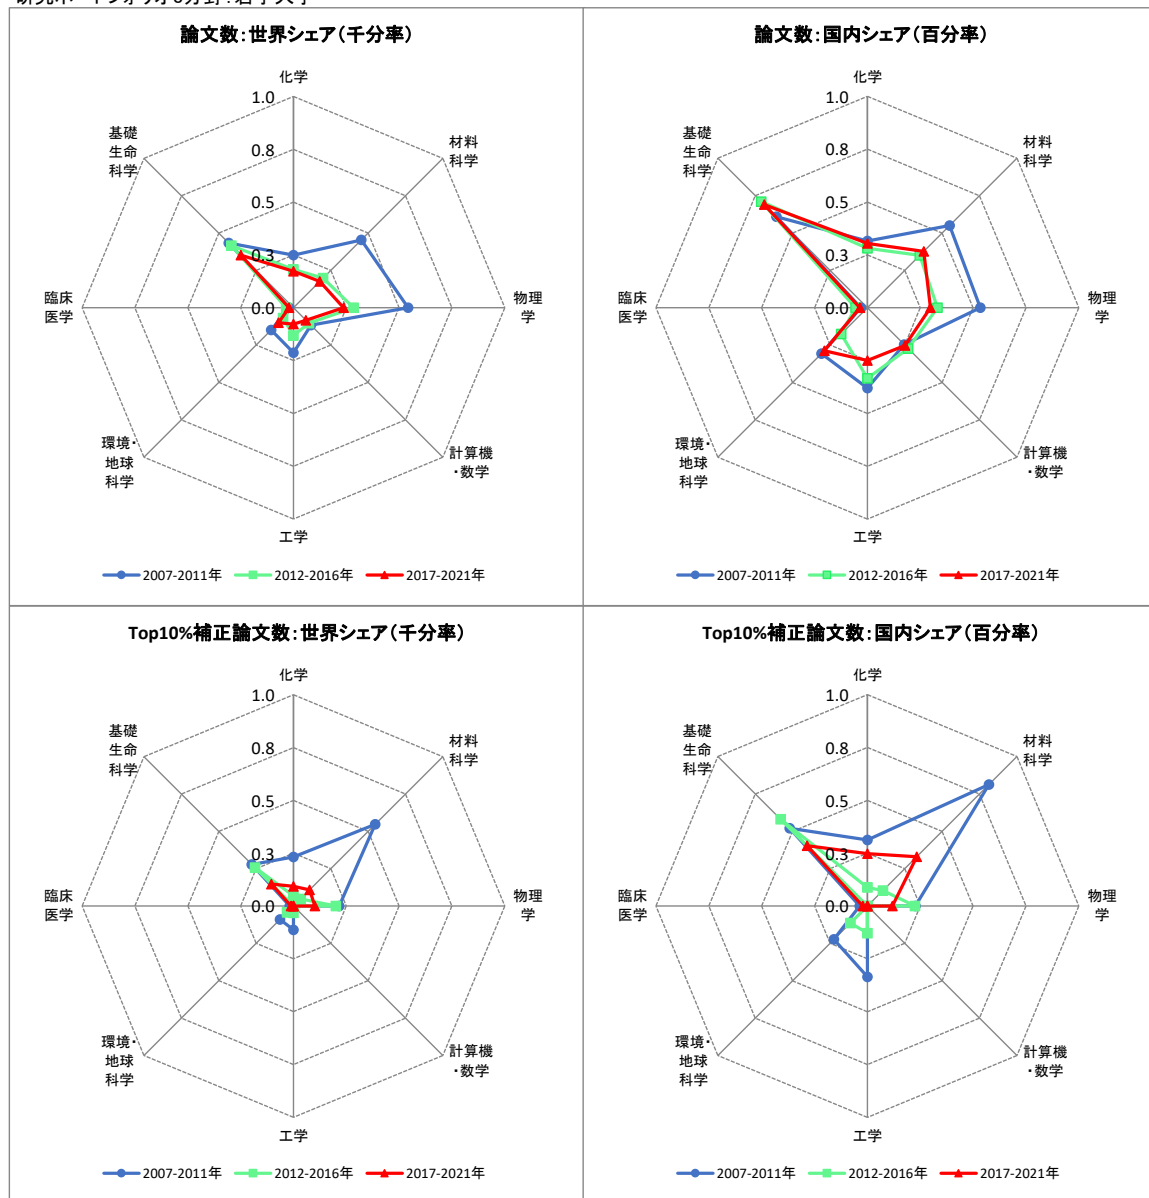 論文数：世界シェア（千分率）
化学
1.0
0.8
0.5
0.3
0.0
材料
科学
物理
学
計算機
・数学
工学
環境・
地球
科学
臨床
医学
基礎
生命
科学
2007-2011年 2012-2016年 2017-2021年
論文数：国内シェア（百分率）
化学
1.0
0.8
0.5
0.3
0.0
材料
科学
物理
学
計算機
・数学
工学
環境・
地球
科学
臨床
医学
基礎
生命
科学
2007-2011年 2012-2016年 2017-2021年
Top10%補正論文数：世界シェア（千分率）
化学
1.0
0.8
0.5
0.3
0.0
材料
科学
物理
学
計算機
・数学
工学
環境・
地球
科学
臨床
医学
基礎
生命
科学
2007-2011年 2012-2016年 2017-2021年
Top10%補正論文数：国内シェア（百分率）
化学
1.0
0.8
0.5
0.3
0.0
材料
科学
物理
学
計算機
・数学
工学
環境・
地球
科学
臨床
医学
基礎
生命
科学
2007-2011年 2012-2016年 2017-2021年